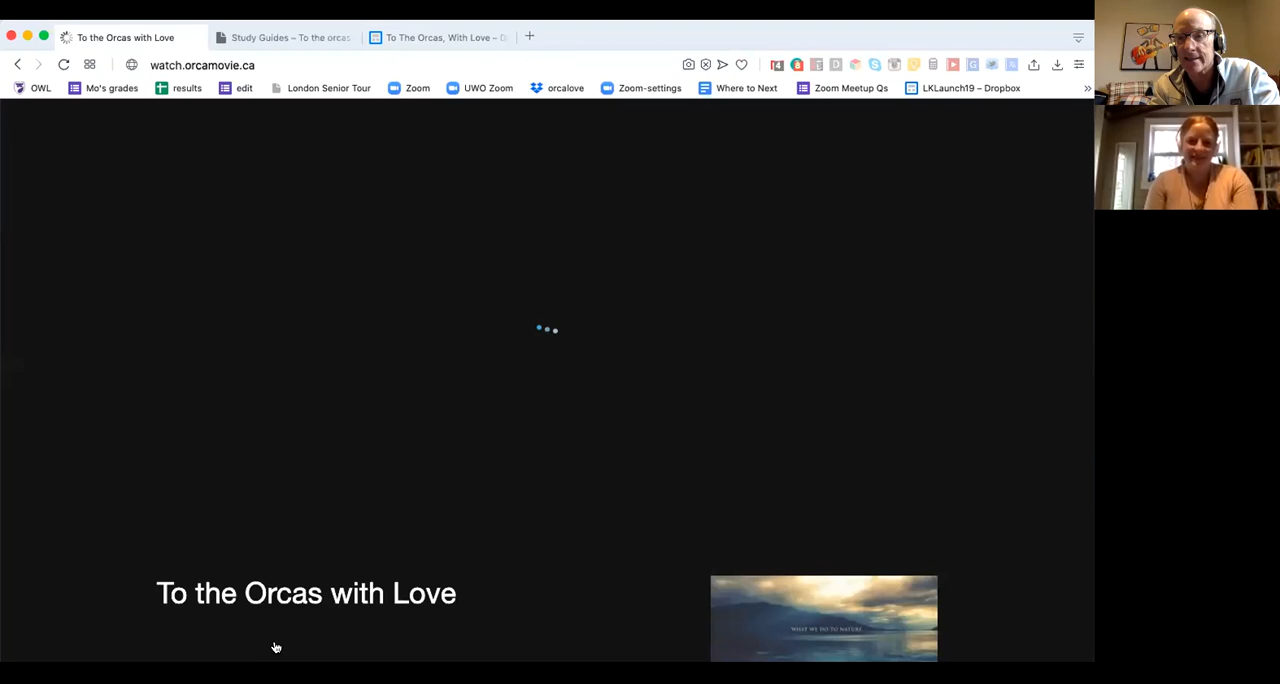 To the Orcas with Love
Study Guides – To the orcas
To The Orcas, With Love – D
watch.orcamovie.ca
OWL Mo's grades results edit London Senior Tour Zoom UWO Zoom orcalove Zoom-settings Where to Next Zoom Meetup Qs LKLaunch19 – Dropbox
To the Orcas with Love
WHAT WE DO TO NATURE